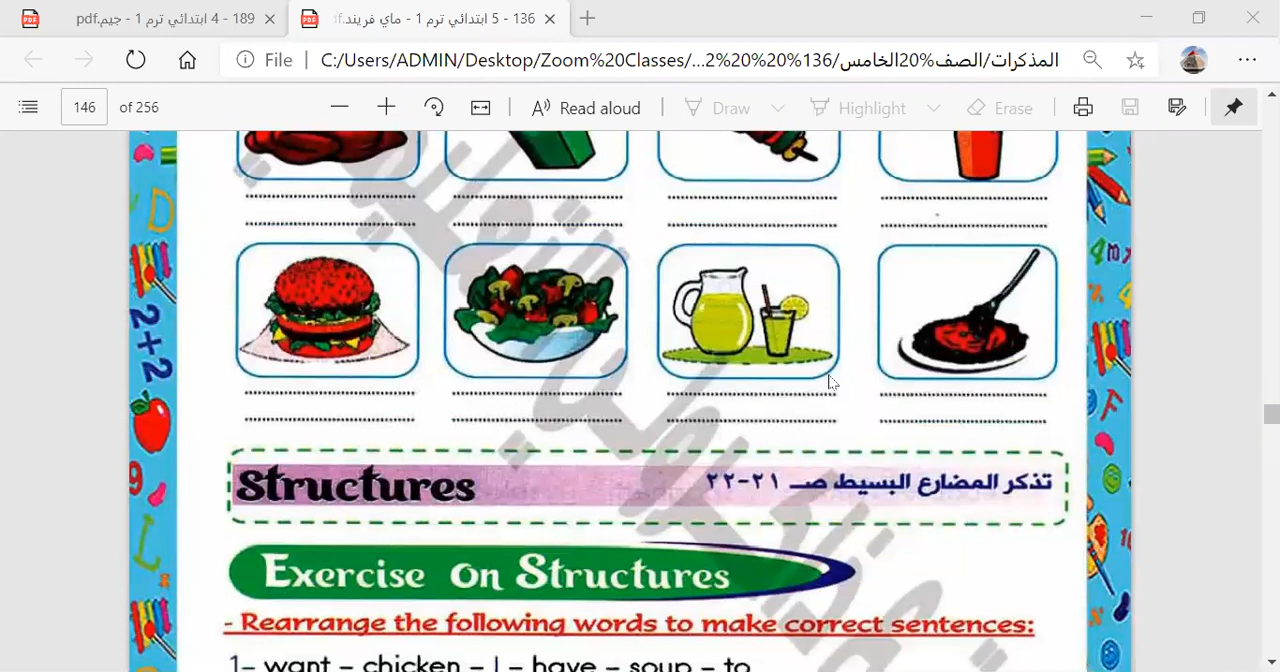 189 - 4 ابتدائي ترم 1 - جيم.pdf
136 - 5 ابتدائي ترم 1 - ماي فريند.
File
C:/Users/ADMIN/Desktop/Zoom%20Classes/...2%20%20%136/المذكرات/الصف%20الخامس
146 of 256
Read aloud
Draw
Highlight
Erase
Structures
تذكر المضارع البسيط صـ ٢١-٢٢
Exercise on Structures
- Rearrange the following words to make correct sentences:
1- want - chicken - I - have - soup - to